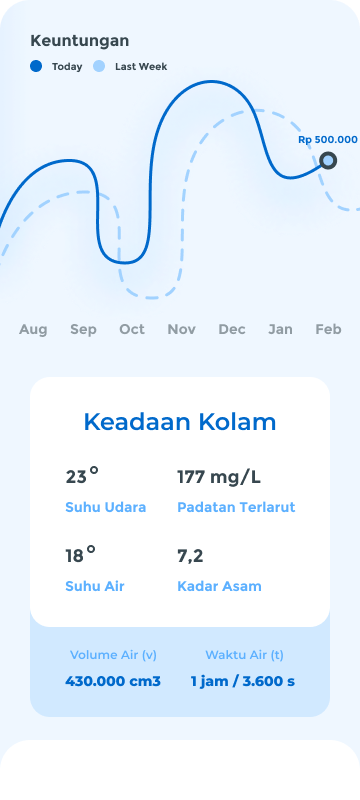 Keuntungan
Today Last Week
Rp 500.000
Aug Sep Oct Nov Dec Jan Feb
Keadaan Kolam
23° 177 mg/L
Suhu Udara Padatan Terlarut
18° 7,2
Suhu Air Kadar Asam
Volume Air (v) Waktu Air (t)
430.000 cm3 1 jam / 3.600 s